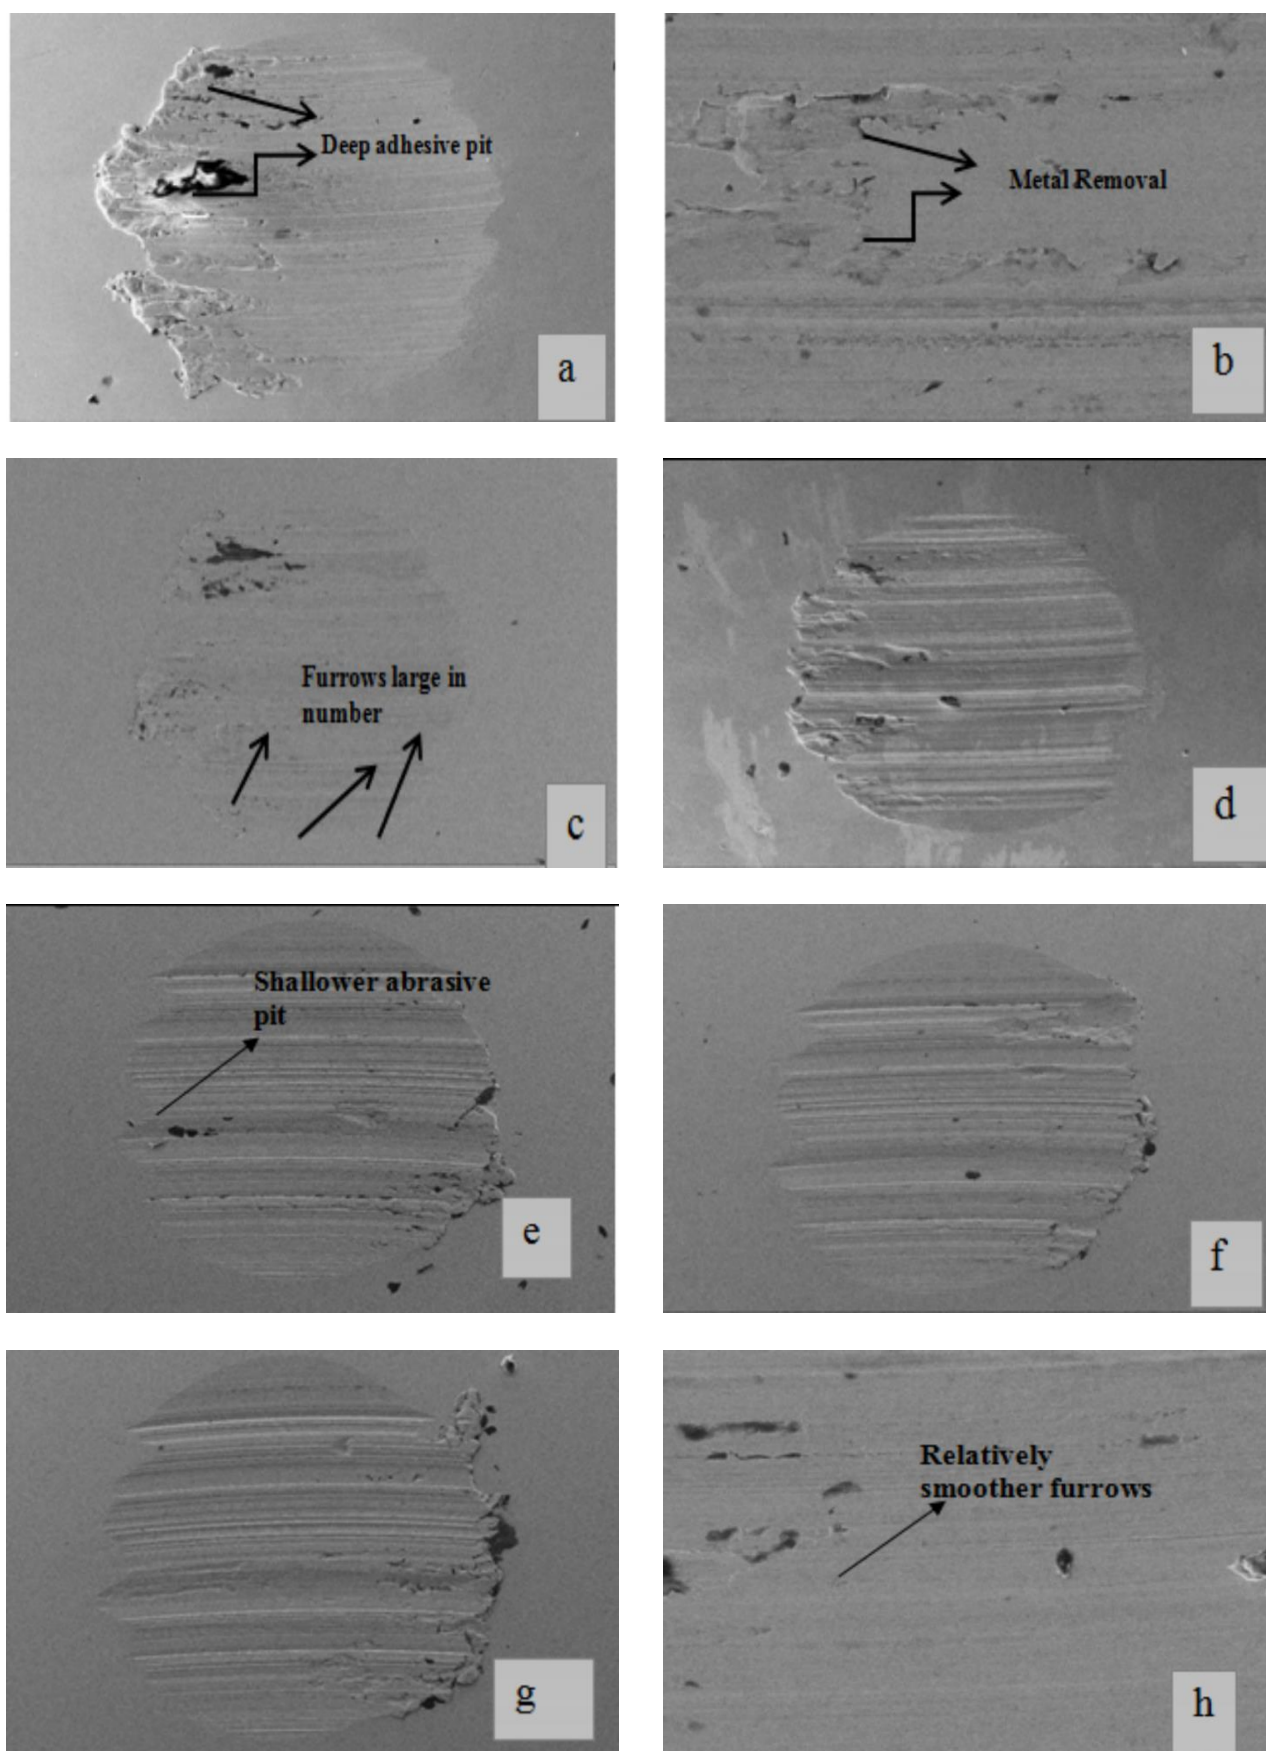 Deep adhesive pit
a
Metal Removal
b
Furrows large in
number
c
d
Shallower abrasive
pit
e
f
g
Relatively
smoother furrows
h